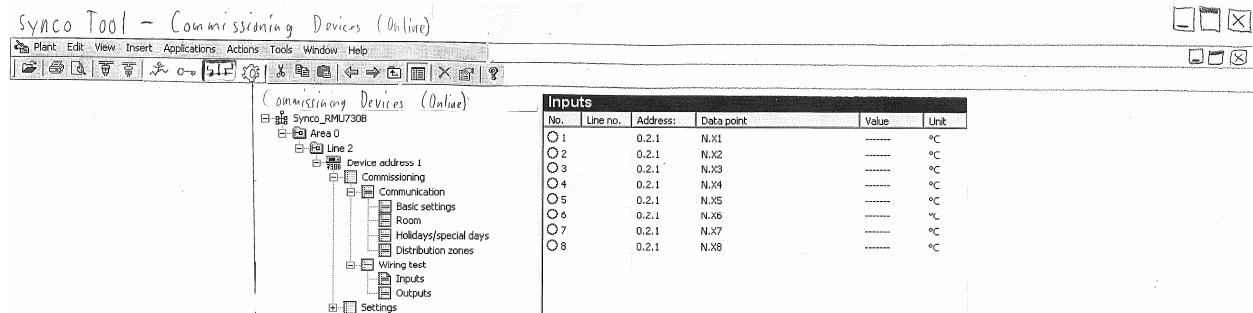 Synco Tool - Commissioning Devices (Online)
Plant Edit View Insert Applications Actions Tools Window Help
Commissining Devices (Online)
Synco_RMU730B
Area 0
Line 2
Device address 1
Commissioning
Communication
Basic settings
Room
Holidays/special days
Distribution zones
Wiring test
Inputs
Outputs
Settings
Inputs
No. Line no. Address: Data point Value Unit
1 0.2.1 N.X1 ------- °C
2 0.2.1 N.X2 ------- °C
3 0.2.1 N.X3 ------- °C
4 0.2.1 N.X4 ------- °C
5 0.2.1 N.X5 ------- °C
6 0.2.1 N.X6 ------- °C
7 0.2.1 N.X7 ------- °C
8 0.2.1 N.X8 ------- °C